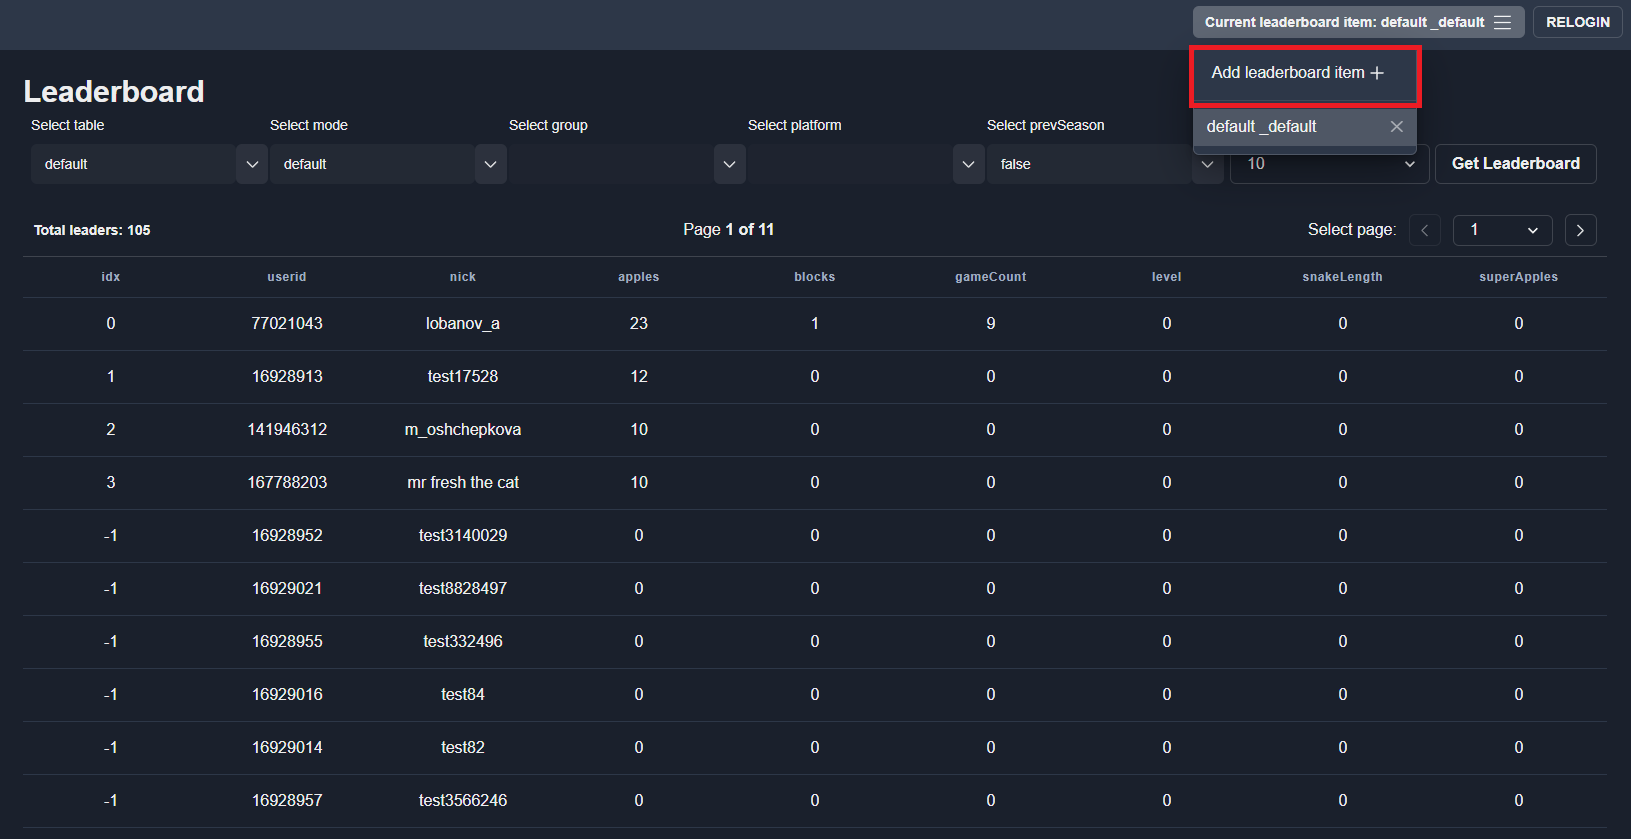 Current leaderboard item: default _default
RELOGIN
Add leaderboard item
default _default
Leaderboard
Select table Select mode Select group Select platform Select prevSeason
default default false 10 Get Leaderboard
Total leaders: 105 Page 1 of 11 Select page: 1
idx userid nick apples blocks gameCount level snakeLength superApples
0 77021043 lobanov_a 23 1 9 0 0 0
1 16928913 test17528 12 0 0 0 0 0
2 141946312 m_oshchepkova 10 0 0 0 0 0
3 167788203 mr fresh the cat 10 0 0 0 0 0
-1 16928952 test3140029 0 0 0 0 0 0
-1 16929021 test8828497 0 0 0 0 0 0
-1 16928955 test332496 0 0 0 0 0 0
-1 16929016 test84 0 0 0 0 0 0
-1 16929014 test82 0 0 0 0 0 0
-1 16928957 test3566246 0 0 0 0 0 0